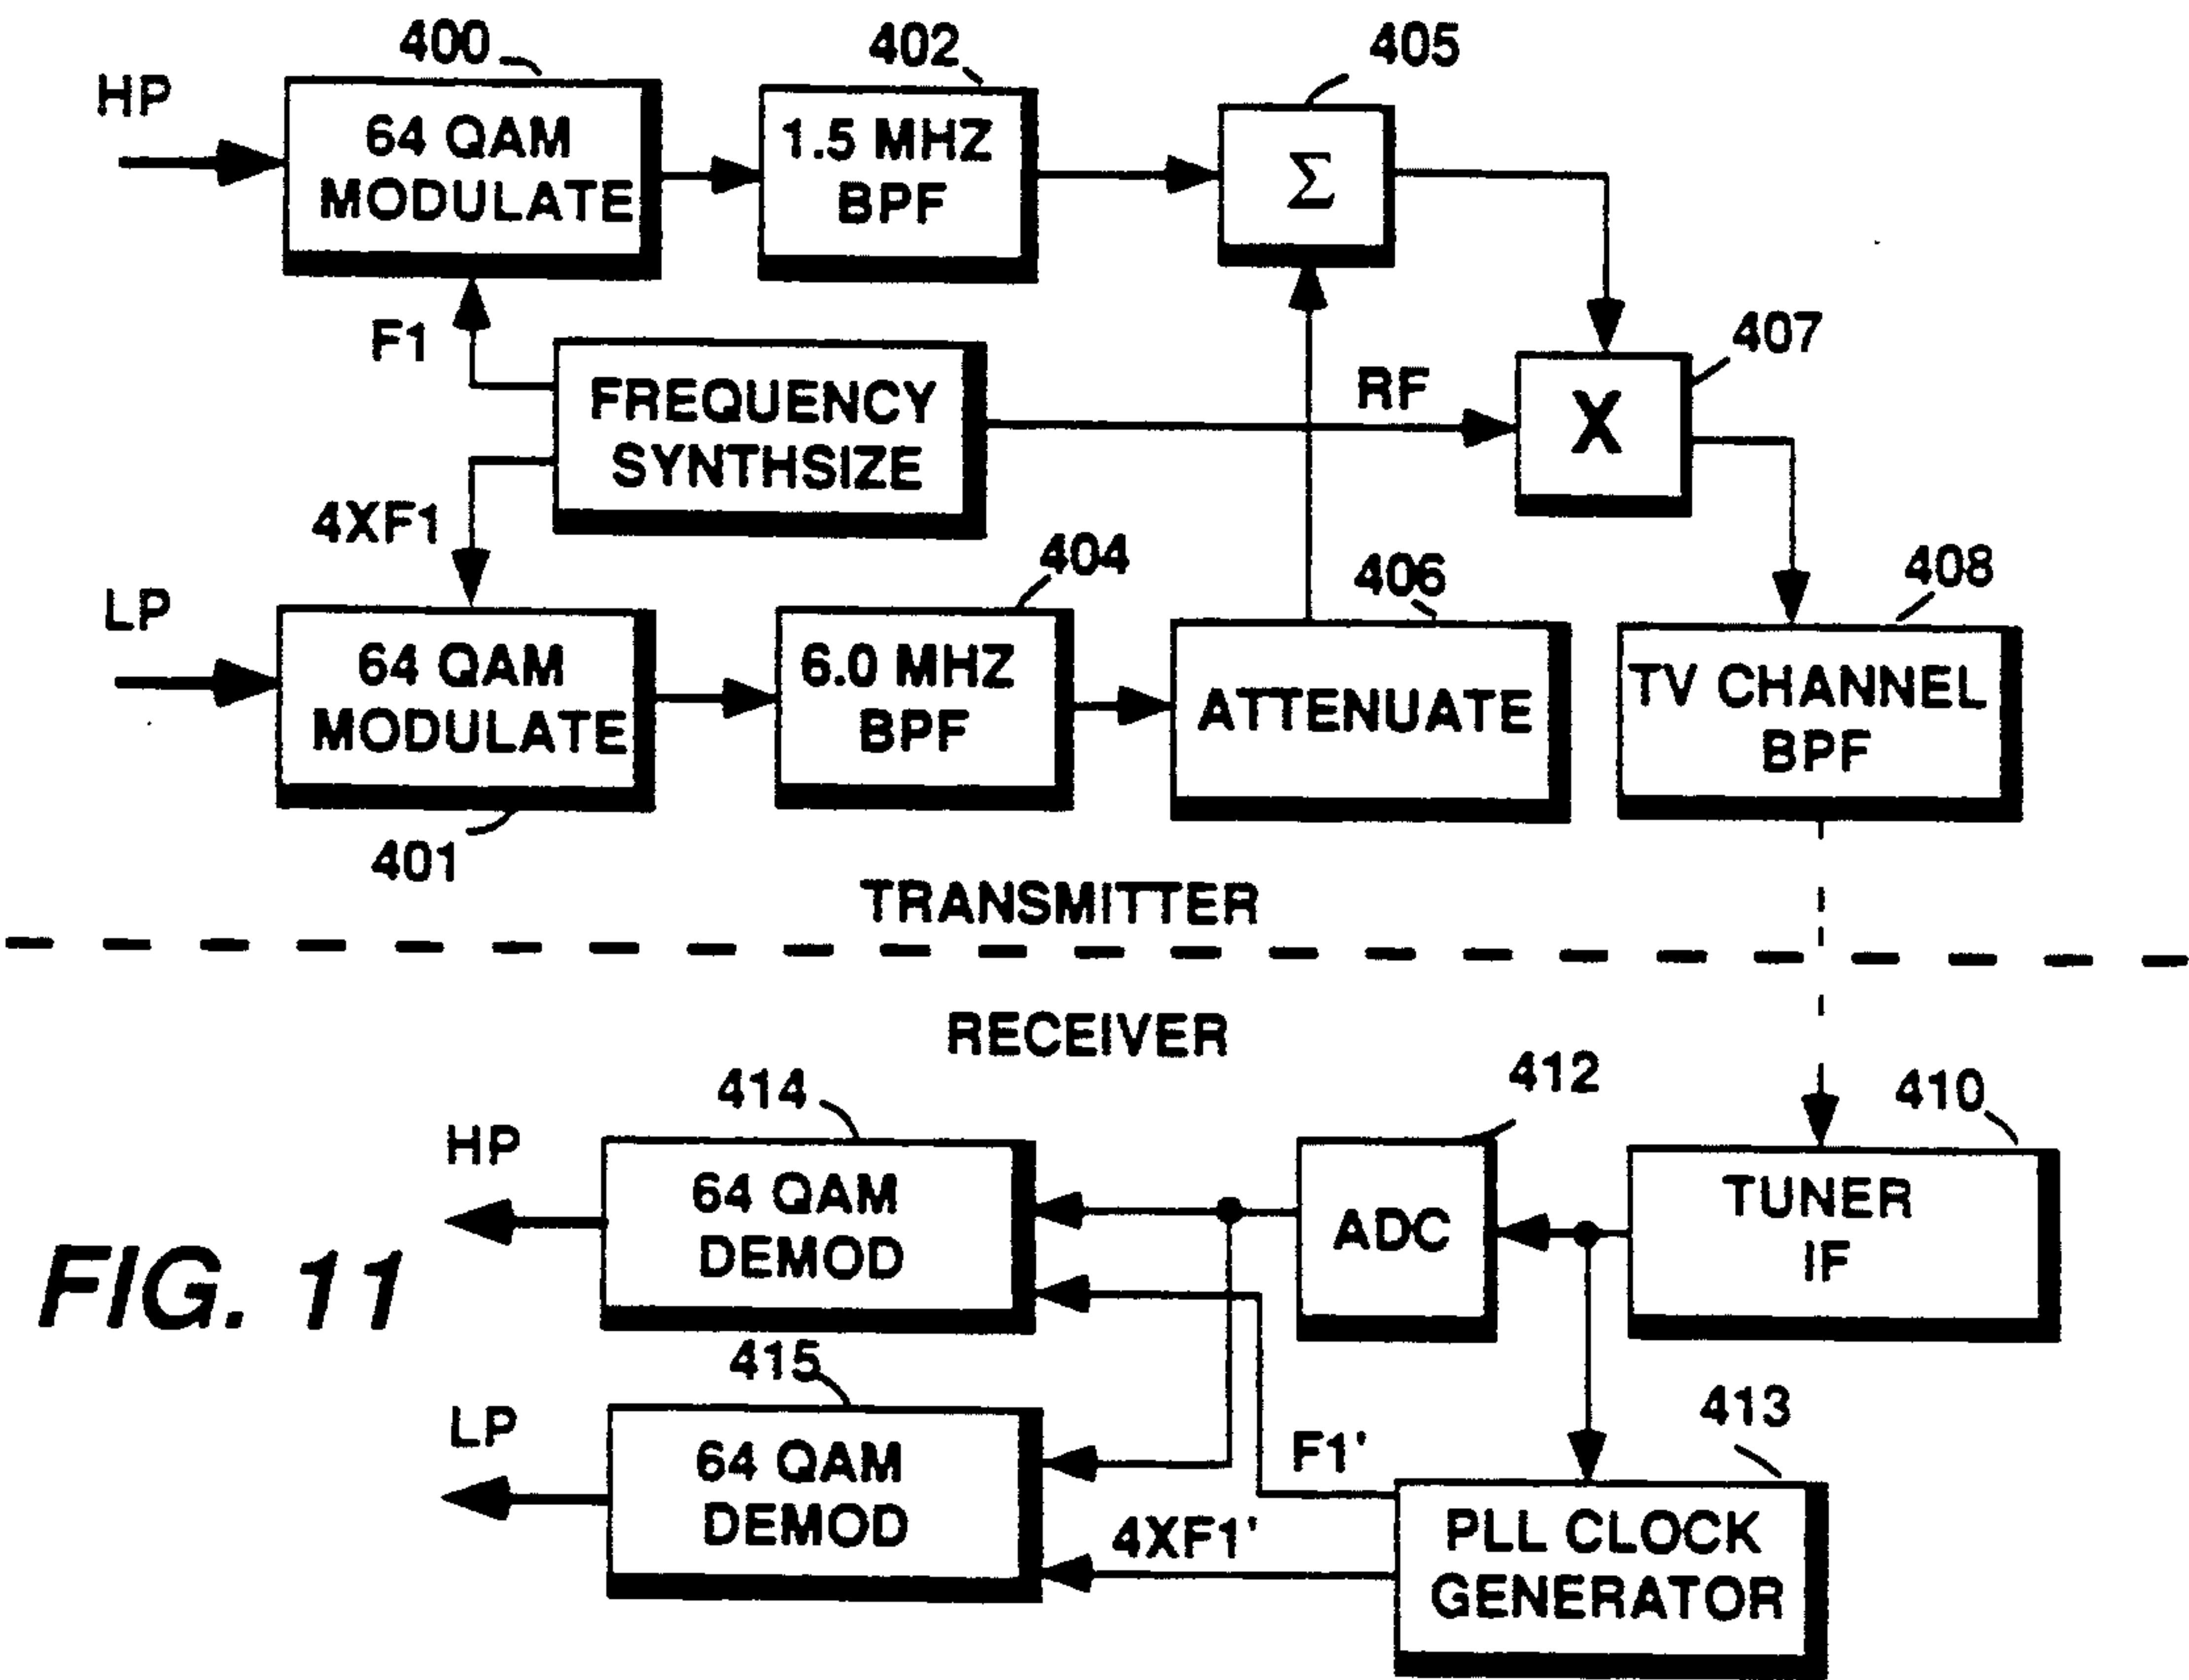 400
402
405
HP
64 QAM
MODULATE
1.5 MHZ
BPF
Σ
F1
FREQUENCY
SYNTHSIZE
RF
407
X
4XF1
404
406
408
LP
64 QAM
MODULATE
6.0 MHZ
BPF
ATTENUATE
TV CHANNEL
BPF
401
TRANSMITTER
RECEIVER
414
412
410
HP
64 QAM
DEMOD
ADC
TUNER
IF
FIG. 11
415
413
LP
64 QAM
DEMOD
F1'
4XF1'
PLL CLOCK
GENERATOR